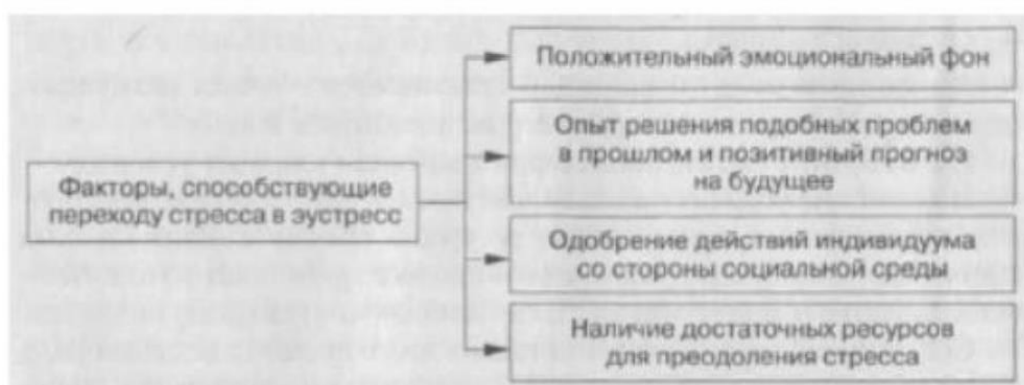 Факторы, способствующие
переходу стресса в эустресс
Положительный эмоциональный фон
Опыт решения подобных проблем
в прошлом и позитивный прогноз
на будущее
Одобрение действий индивидуума
со стороны социальной среды
Наличие достаточных ресурсов
для преодоления стресса